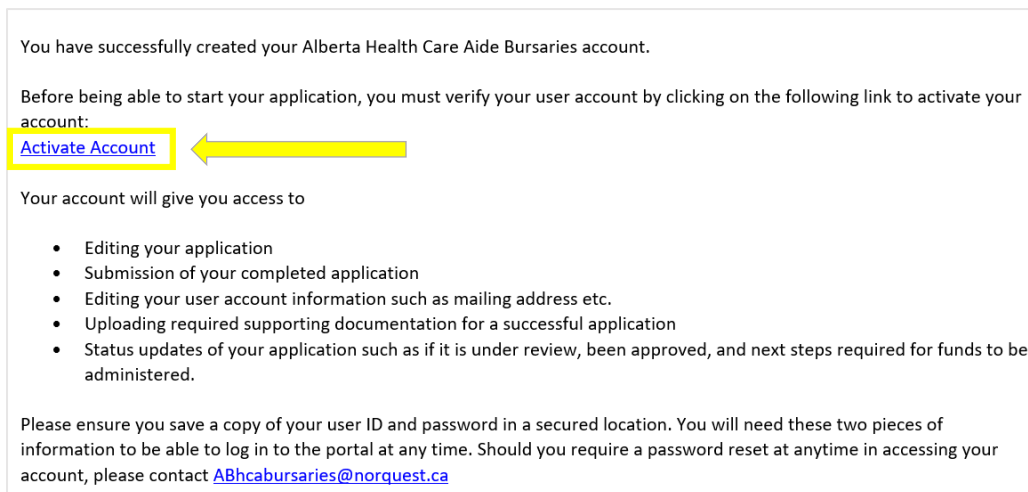 You have successfully created your Alberta Health Care Aide Bursaries account.
Before being able to start your application, you must verify your user account by clicking on the following link to activate your
account:
Activate Account
Your account will give you access to
• Editing your application
• Submission of your completed application
• Editing your user account information such as mailing address etc.
• Uploading required supporting documentation for a successful application
• Status updates of your application such as if it is under review, been approved, and next steps required for funds to be
administered.
Please ensure you save a copy of your user ID and password in a secured location. You will need these two pieces of
information to be able to log in to the portal at any time. Should you require a password reset at anytime in accessing your
account, please contact ABhcabursaries@norquest.ca